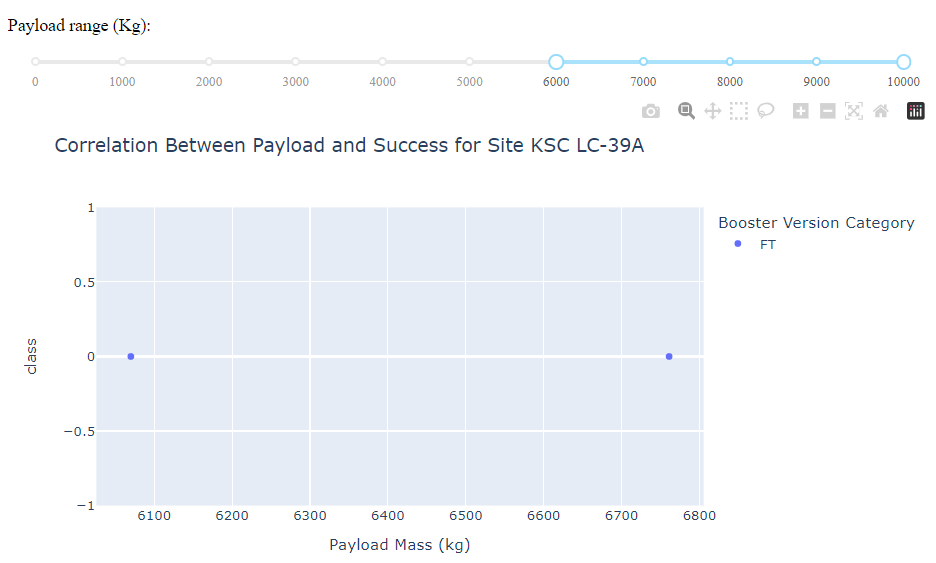 Payload range (Kg):
0 1000 2000 3000 4000 5000 6000 7000 8000 9000 10000
Correlation Between Payload and Success for Site KSC LC-39A
1
0.5
0
−0.5
−1
class
6100 6200 6300 6400 6500 6600 6700 6800
Payload Mass (kg)
Booster Version Category
FT